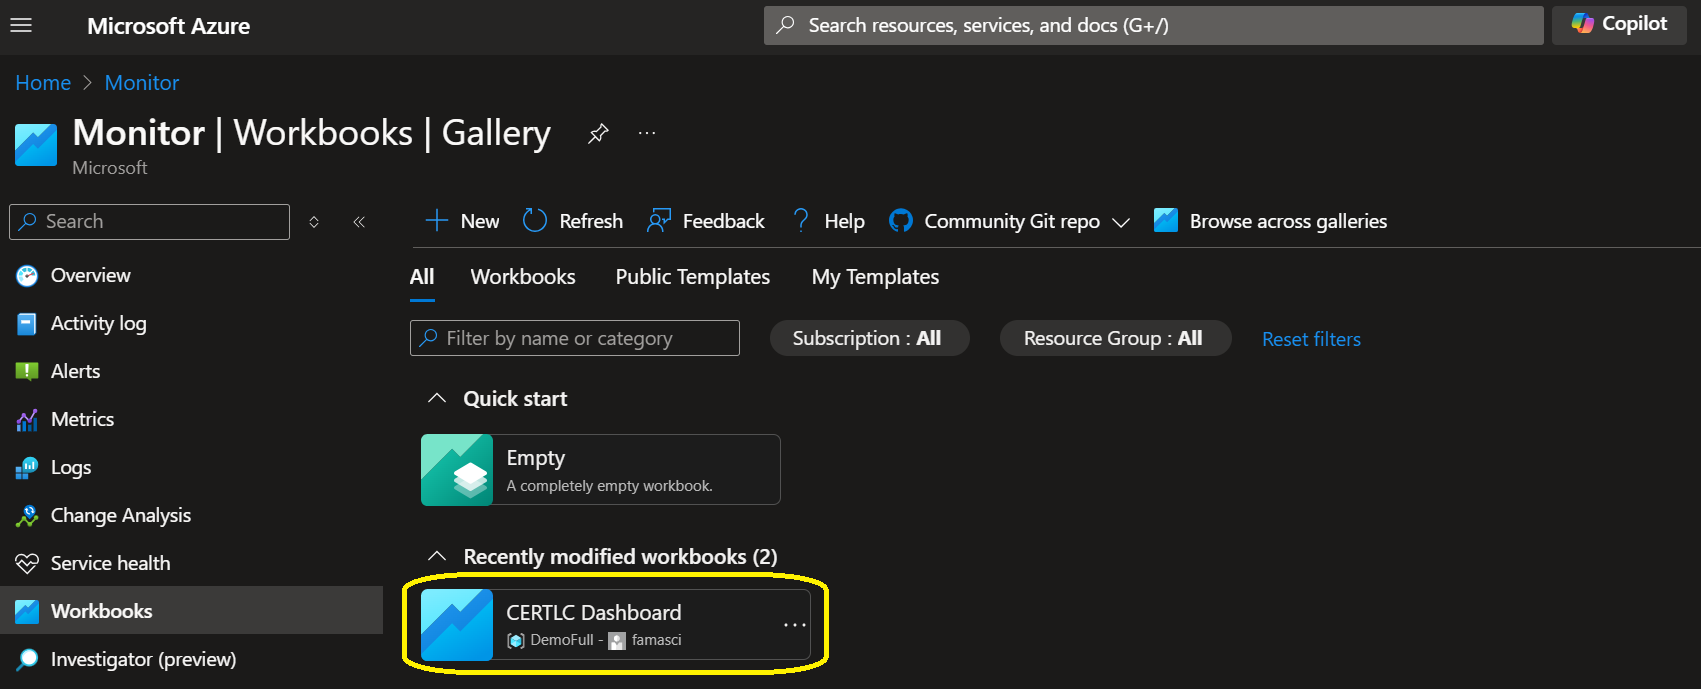 Microsoft Azure
Search resources, services, and docs (G+/)
Copilot
Home > Monitor
Monitor | Workbooks | Gallery
Microsoft
Search
New
Refresh
Feedback
Help
Community Git repo
Browse across galleries
Overview
Activity log
Alerts
Metrics
Logs
Change Analysis
Service health
Workbooks
Investigator (preview)
All
Workbooks
Public Templates
My Templates
Filter by name or category
Subscription : All
Resource Group : All
Reset filters
Quick start
Empty
A completely empty workbook.
Recently modified workbooks (2)
CERTLC Dashboard
DemoFull - famasci